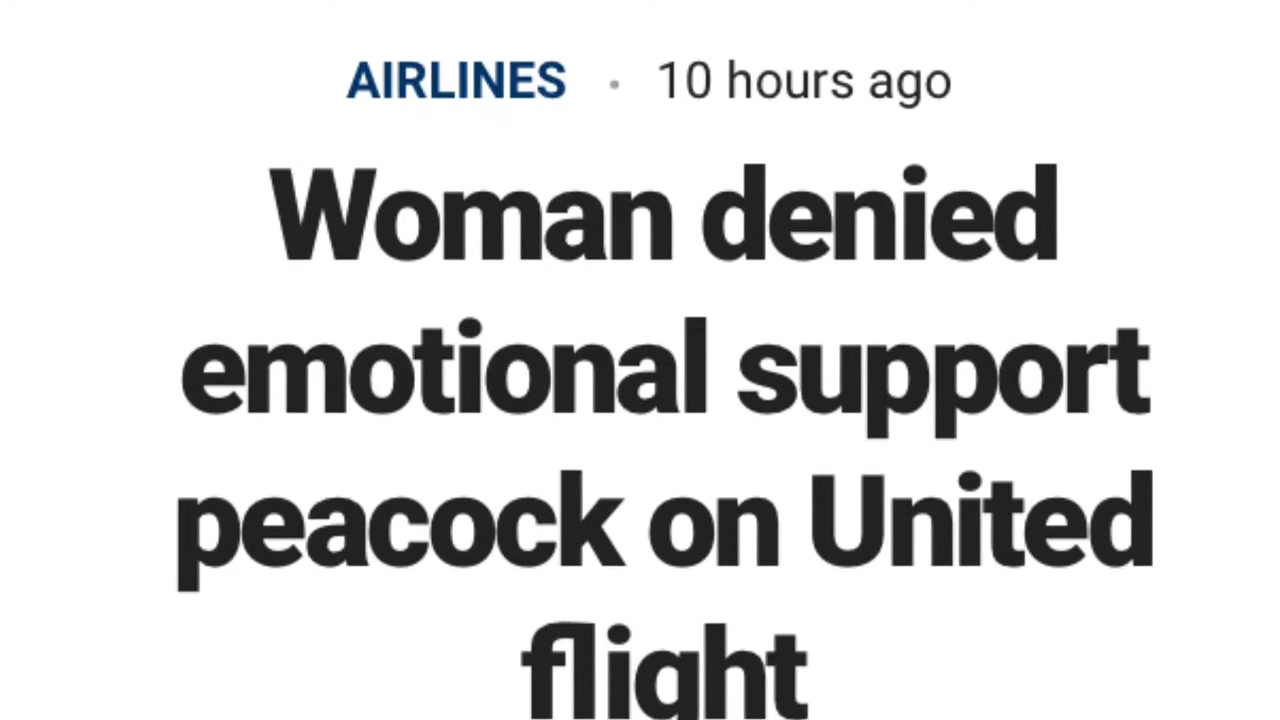 AIRLINES · 10 hours ago
Woman denied
emotional support
peacock on United
flight